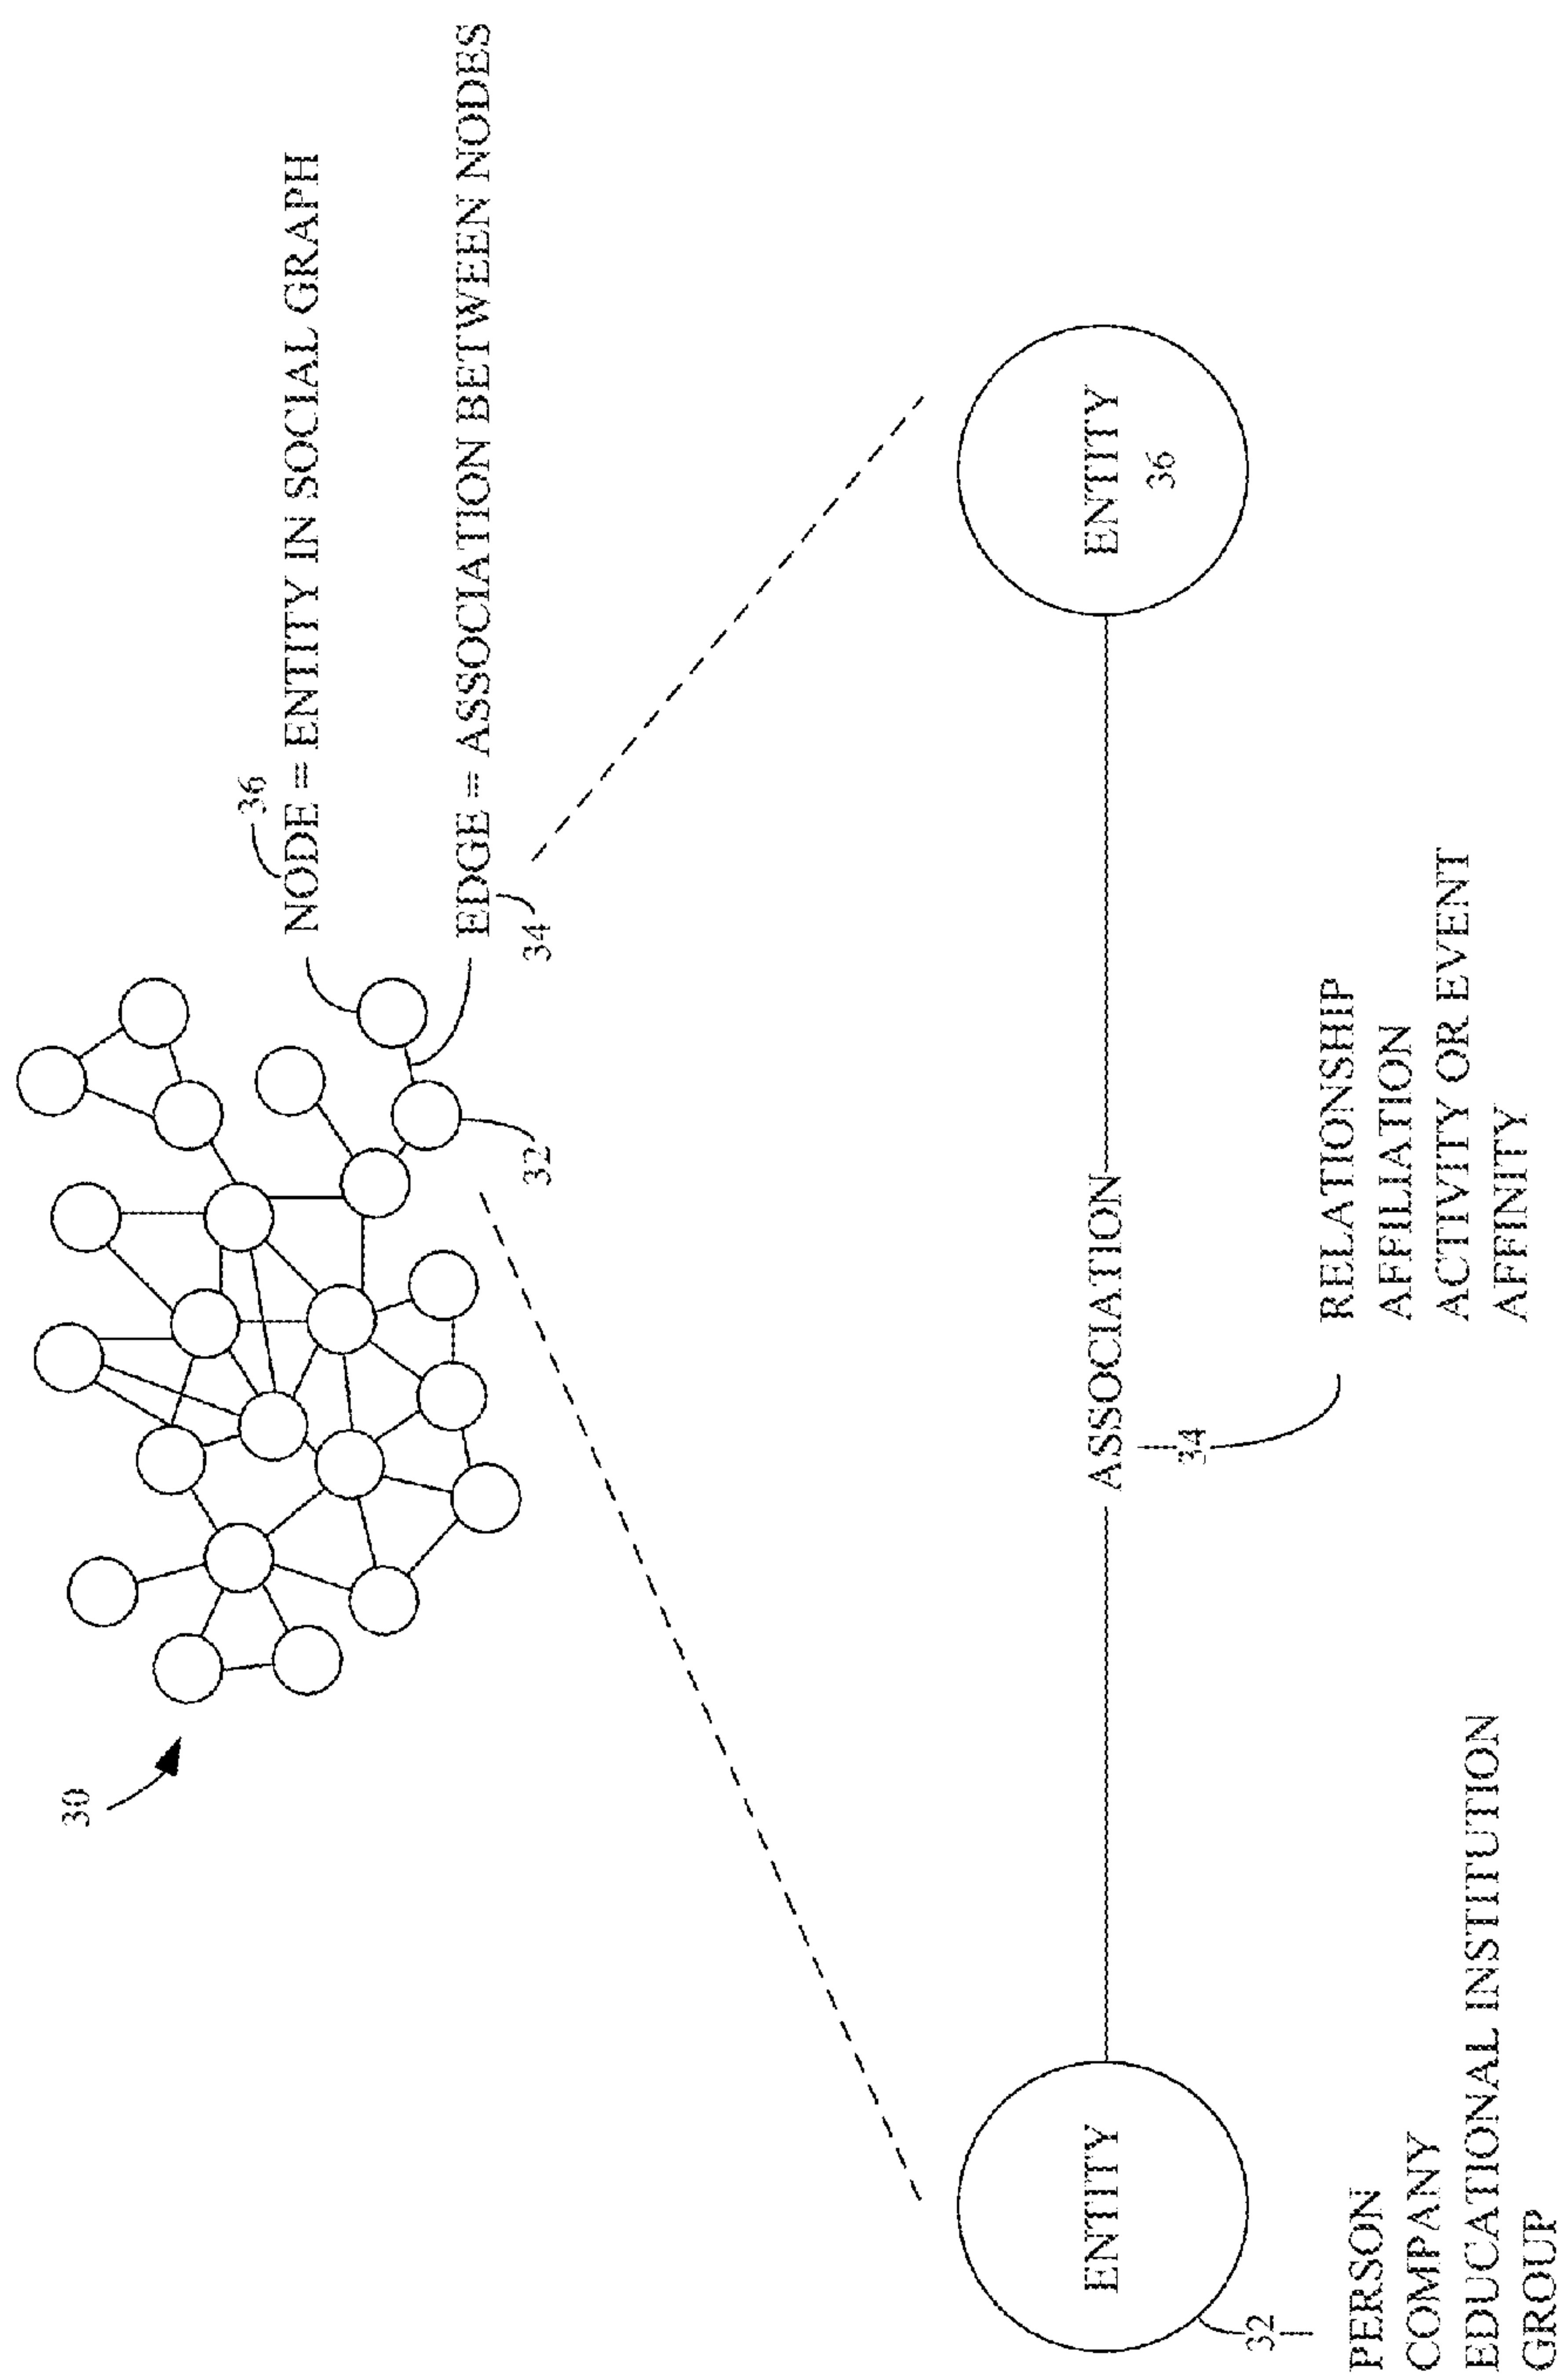 30
36
NODE = ENTITY IN SOCIAL GRAPH
EDGE = ASSOCIATION BETWEEN NODES
32
34
ENTITY
ASSOCIATION
ENTITY
36
32
34
PERSON
COMPANY
EDUCATIONAL INSTITUTION
GROUP
RELATIONSHIP
AFFILIATION
ACTIVITY OR EVENT
AFFINITY